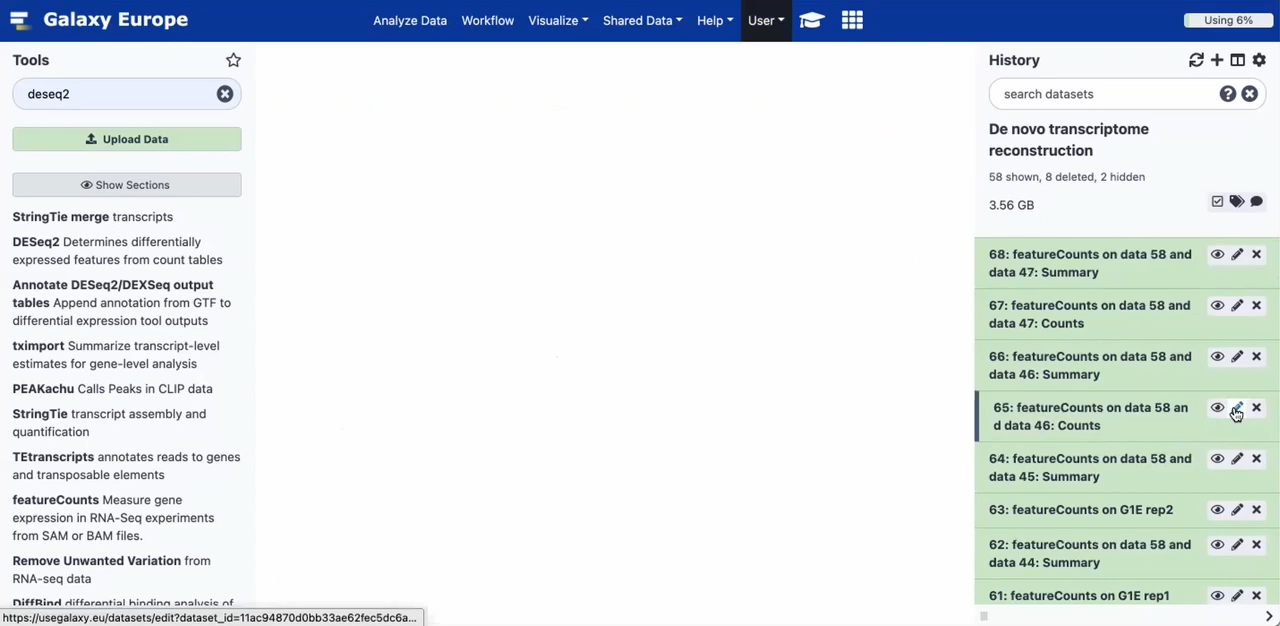 Galaxy Europe
Analyze Data
Workflow
Visualize
Shared Data
Help
User
Using 6%
Tools
deseq2
Upload Data
Show Sections
StringTie merge transcripts
DESeq2 Determines differentially
expressed features from count tables
Annotate DESeq2/DEXSeq output
tables Append annotation from GTF to
differential expression tool outputs
tximport Summarize transcript-level
estimates for gene-level analysis
PEAKachu Calls Peaks in CLIP data
StringTie transcript assembly and
quantification
TEtranscripts annotates reads to genes
and transposable elements
featureCounts Measure gene
expression in RNA-Seq experiments
from SAM or BAM files.
Remove Unwanted Variation from
RNA-seq data
DiffBind differential binding analysis of
https://usegalaxy.eu/datasets/edit?dataset_id=11ac94870d0bb33ae62fec5dc6a...
History
search datasets
De novo transcriptome
reconstruction
58 shown, 8 deleted, 2 hidden
3.56 GB
68: featureCounts on data 58 and
data 47: Summary
67: featureCounts on data 58 and
data 47: Counts
66: featureCounts on data 58 and
data 46: Summary
65: featureCounts on data 58 an
d data 46: Counts
64: featureCounts on data 58 and
data 45: Summary
63: featureCounts on G1E rep2
62: featureCounts on data 58 and
data 44: Summary
61: featureCounts on G1E rep1